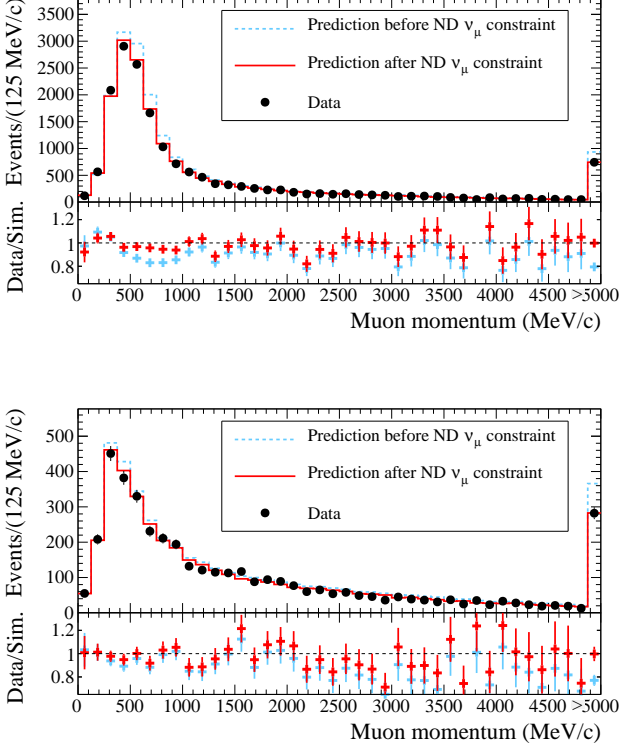 3500
3000
2500
2000
1500
1000
500
0
Events/(125 MeV/c)
Prediction before ND νμ constraint
Prediction after ND νμ constraint
Data
1.2
1
0.8
Data/Sim.
0 500 1000 1500 2000 2500 3000 3500 4000 4500 >5000
Muon momentum (MeV/c)
500
400
300
200
100
0
Events/(125 MeV/c)
Prediction before ND νμ constraint
Prediction after ND νμ constraint
Data
1.2
1
0.8
Data/Sim.
0 500 1000 1500 2000 2500 3000 3500 4000 4500 >5000
Muon momentum (MeV/c)